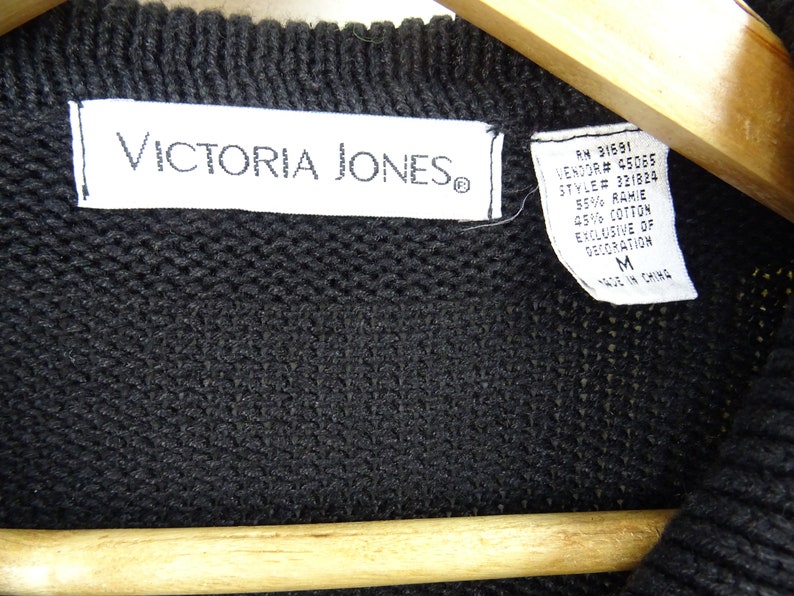 VICTORIA JONES®
RN 31691
VENDOR# 45065
STYLE# 321824
55% RAMIE
45% COTTON
EXCLUSIVE OF
DECORATION
M
MADE IN CHINA